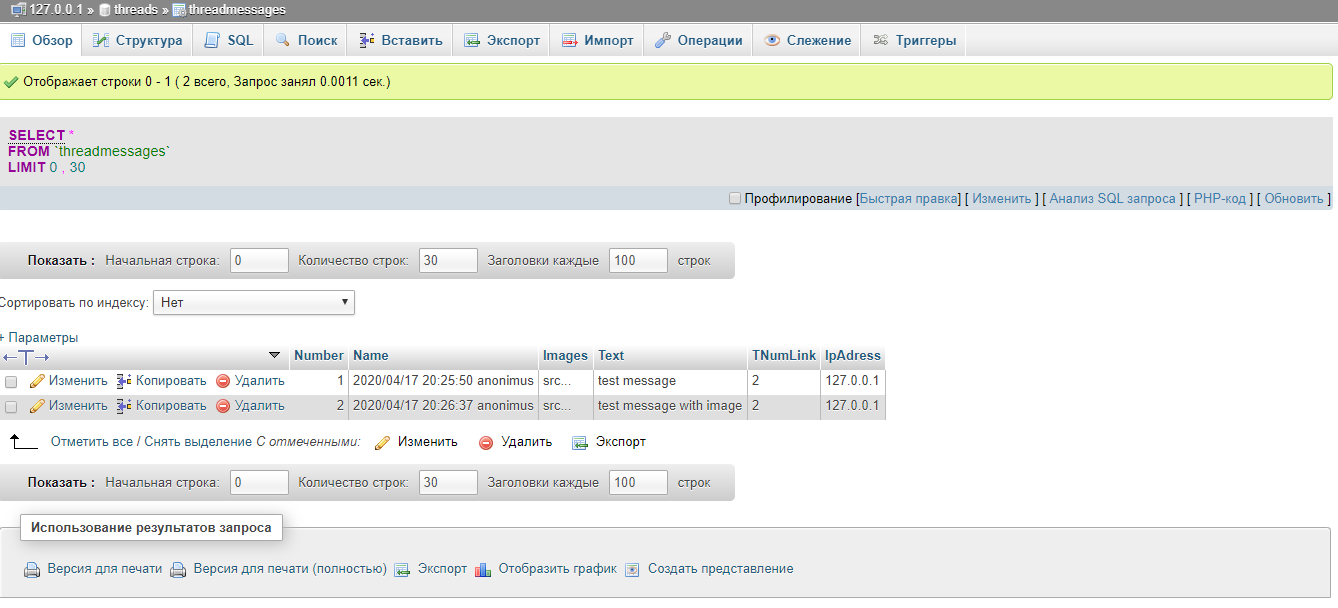 127.0.0.1 » threads » threadmessages
Обзор Структура SQL Поиск Вставить Экспорт Импорт Операции Слежение Триггеры
Отображает строки 0 - 1 ( 2 всего, Запрос занял 0.0011 сек.)
SELECT *
FROM `threadmessages`
LIMIT 0 , 30
Профилирование [Быстрая правка] [ Изменить ] [ Анализ SQL запроса ] [ PHP-код ] [ Обновить ]
Показать : Начальная строка: 0 Количество строк: 30 Заголовки каждые 100 строк
Сортировать по индексу: Нет
+ Параметры
←T→ Number Name Images Text TNumLink IpAdress
Изменить Копировать Удалить 1 2020/04/17 20:25:50 anonimus src... test message 2 127.0.0.1
Изменить Копировать Удалить 2 2020/04/17 20:26:37 anonimus src... test message with image 2 127.0.0.1
Отметить все / Снять выделение С отмеченными: Изменить Удалить Экспорт
Показать : Начальная строка: 0 Количество строк: 30 Заголовки каждые 100 строк
Использование результатов запроса
Версия для печати Версия для печати (полностью) Экспорт Отобразить график Создать представление